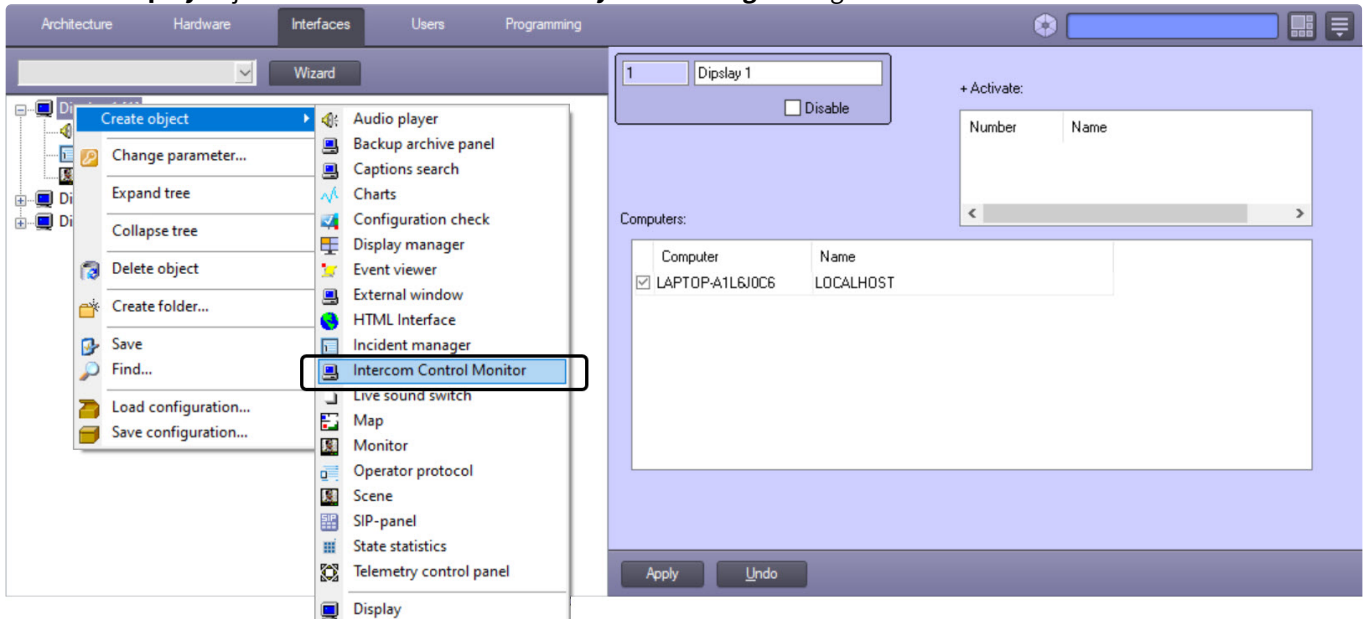 Architecture Hardware Interfaces Users Programming
Wizard
Create object
Change parameter...
Expand tree
Collapse tree
Delete object
Create folder...
Save
Find...
Load configuration...
Save configuration...
Audio player
Backup archive panel
Captions search
Charts
Configuration check
Display manager
Event viewer
External window
HTML Interface
Incident manager
Intercom Control Monitor
Live sound switch
Map
Monitor
Operator protocol
Scene
SIP-panel
State statistics
Telemetry control panel
Display
Di
Di
1 Dipslay 1
Disable
+ Activate:
Number Name
Computers:
Computer Name
LAPTOP-A1L6J0C6 LOCALHOST
Apply Undo